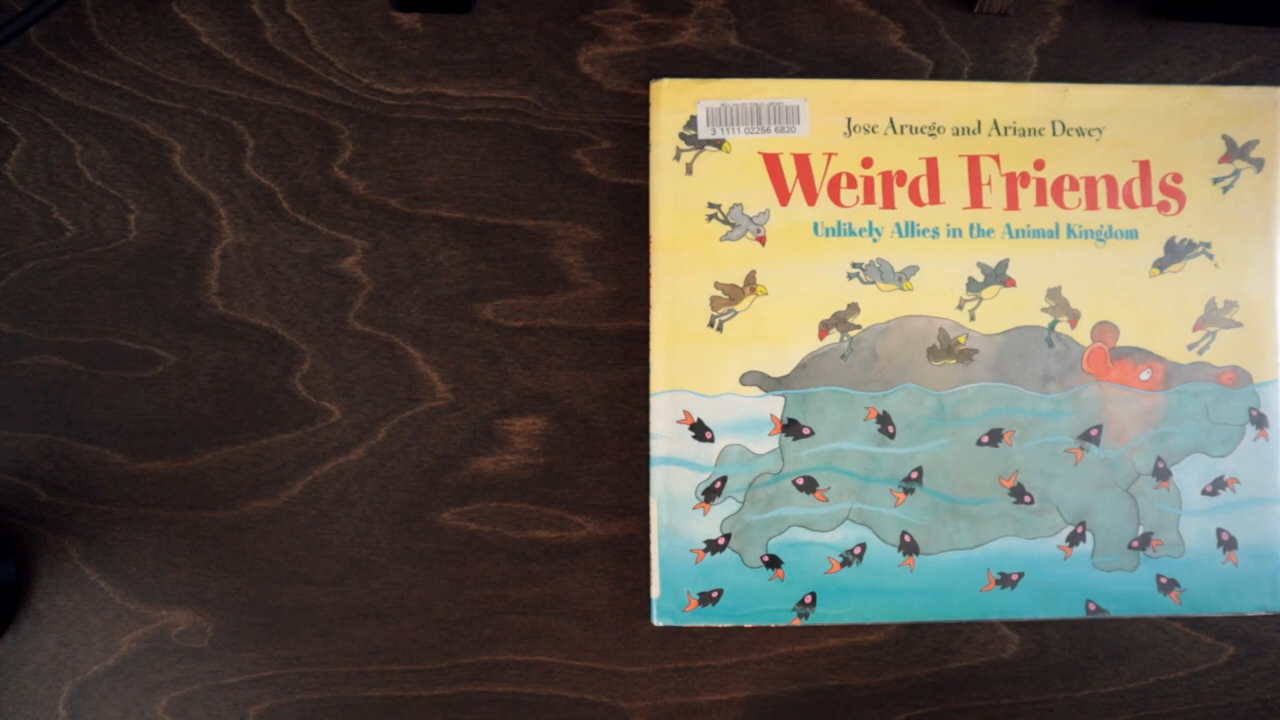 3 1111 02256 6820
Jose Aruego and Ariane Dewey
Weird Friends
Unlikely Allies in the Animal Kingdom